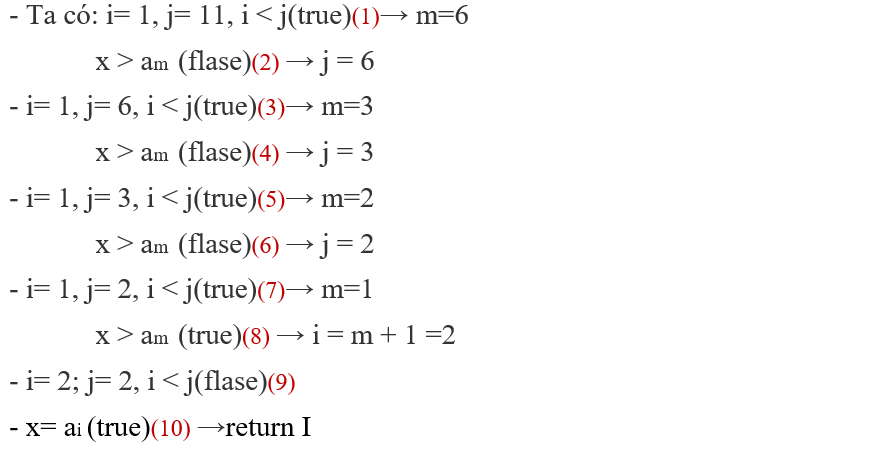 - Ta có: i= 1, j= 11, i < j(true)(1)→ m=6
x > am (flase)(2) → j = 6
- i= 1, j= 6, i < j(true)(3)→ m=3
x > am (flase)(4) → j = 3
- i= 1, j= 3, i < j(true)(5)→ m=2
x > am (flase)(6) → j = 2
- i= 1, j= 2, i < j(true)(7)→ m=1
x > am (true)(8) → i = m + 1 =2
- i= 2; j= 2, i < j(flase)(9)
- x= ai (true)(10) →return I